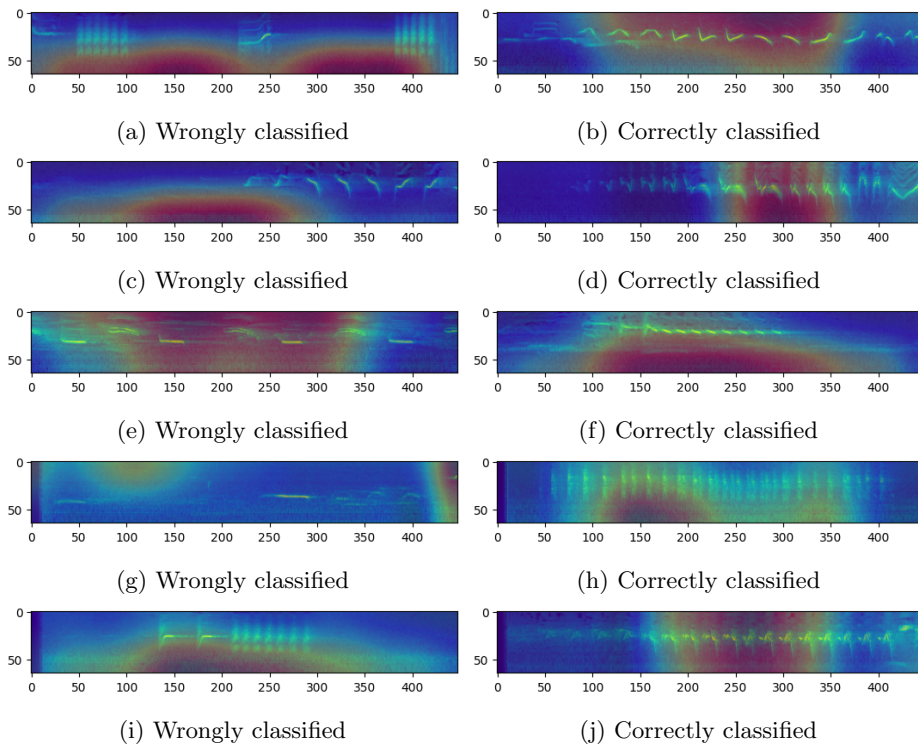 0
50
0 50 100 150 200 250 300 350 400
(a) Wrongly classified
0
50
0 50 100 150 200 250 300 350 400
(b) Correctly classified
0
50
0 50 100 150 200 250 300 350 400
(c) Wrongly classified
0
50
0 50 100 150 200 250 300 350 400
(d) Correctly classified
0
50
0 50 100 150 200 250 300 350 400
(e) Wrongly classified
0
50
0 50 100 150 200 250 300 350 400
(f) Correctly classified
0
50
0 50 100 150 200 250 300 350 400
(g) Wrongly classified
0
50
0 50 100 150 200 250 300 350 400
(h) Correctly classified
0
50
0 50 100 150 200 250 300 350 400
(i) Wrongly classified
0
50
0 50 100 150 200 250 300 350 400
(j) Correctly classified